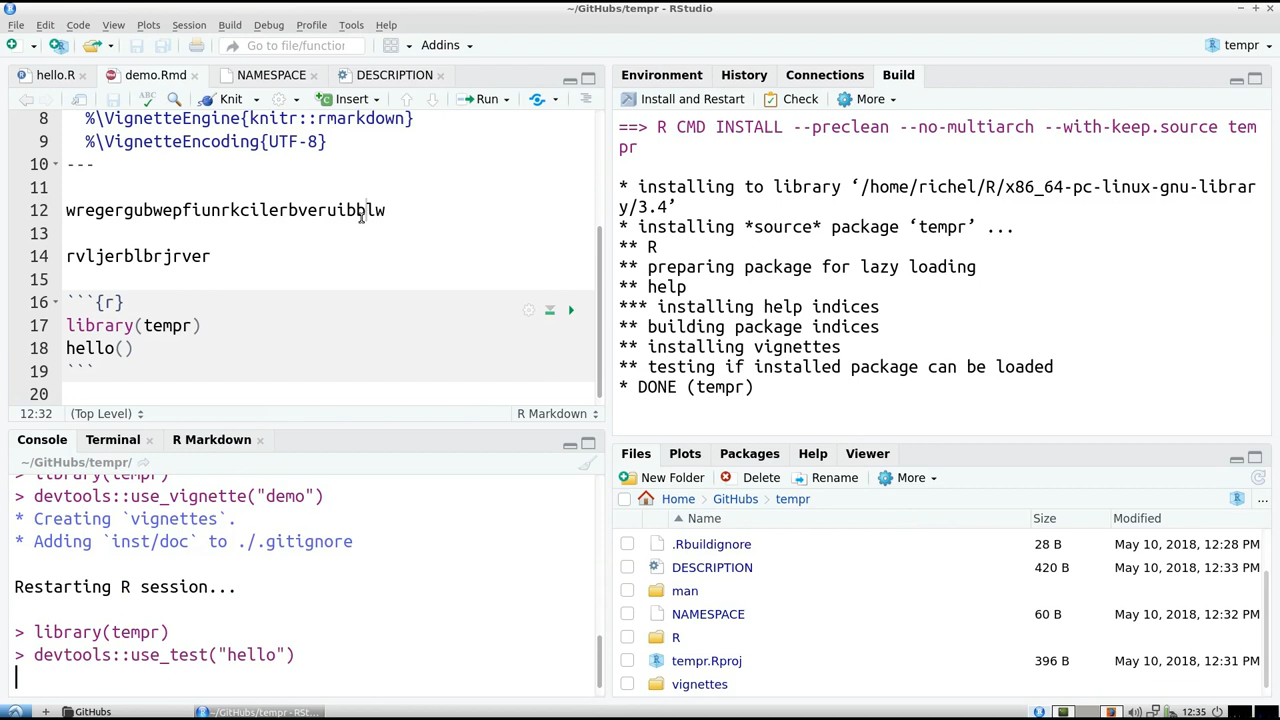 ~/GitHubs/tempr - RStudio
File Edit Code View Plots Session Build Debug Profile Tools Help
Go to file/function Addins tempr
hello.R demo.Rmd NAMESPACE DESCRIPTION
ABC Knit Insert Run
8 %\VignetteEngine{knitr::rmarkdown}
9 %\VignetteEncoding{UTF-8}
10 ---
11
12 wregergubwepfiunrkcilerbveruibblw
13
14 rvljerblbrjrver
15
16 ```{r}
17 library(tempr)
18 hello()
19 ```
20
12:32 (Top Level) R Markdown
Console Terminal R Markdown
~/GitHubs/tempr/
> library(tempr)
> devtools::use_vignette("demo")
* Creating `vignettes`.
* Adding `inst/doc` to ./.gitignore
Restarting R session...
> library(tempr)
> devtools::use_test("hello")
Environment History Connections Build
Install and Restart Check More
==> R CMD INSTALL --preclean --no-multiarch --with-keep.source tem
pr
* installing to library ‘/home/richel/R/x86_64-pc-linux-gnu-librar
y/3.4’
* installing *source* package ‘tempr’ ...
** R
** preparing package for lazy loading
** help
*** installing help indices
** building package indices
** installing vignettes
** testing if installed package can be loaded
* DONE (tempr)
Files Plots Packages Help Viewer
New Folder Delete Rename More
Home GitHubs tempr ...
Name Size Modified
.Rbuildignore 28 B May 10, 2018, 12:28 PM
DESCRIPTION 420 B May 10, 2018, 12:33 PM
man
NAMESPACE 60 B May 10, 2018, 12:32 PM
R
tempr.Rproj 396 B May 10, 2018, 12:31 PM
vignettes
GitHubs ~/GitHubs/tempr - RSt... 12:35